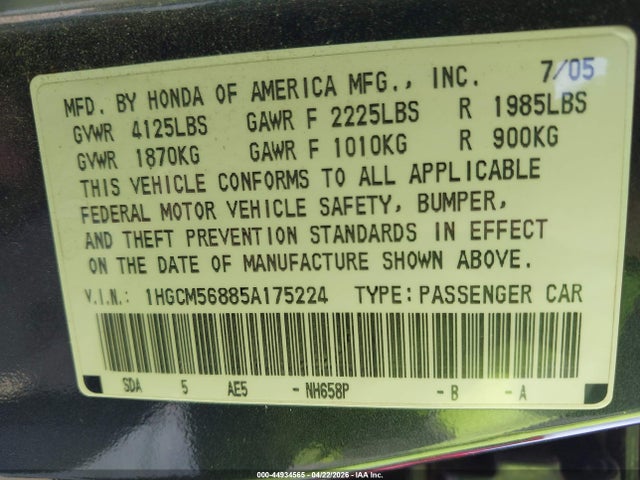 MFD. BY HONDA OF AMERICA MFG., INC. 7/05
GVWR 4125LBS GAWR F 2225LBS R 1985LBS
GVWR 1870KG GAWR F 1010KG R 900KG
THIS VEHICLE CONFORMS TO ALL APPLICABLE
FEDERAL MOTOR VEHICLE SAFETY, BUMPER,
AND THEFT PREVENTION STANDARDS IN EFFECT
ON THE DATE OF MANUFACTURE SHOWN ABOVE.
V.I.N.: 1HGCM56885A175224 TYPE: PASSENGER CAR
SDA 5 AE5 - NH658P - B - A
000-44934565 - 04/22/2026 - IAA Inc.